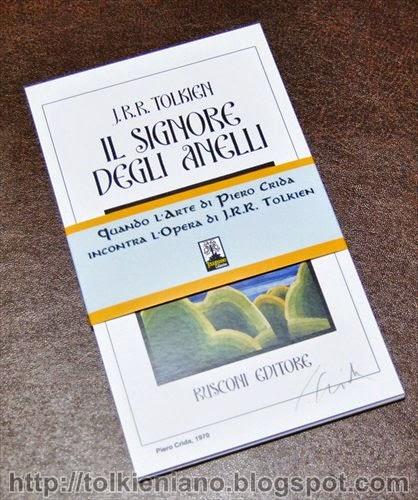 J.R.R. TOLKIEN
IL SIGNORE
DEGLI ANELLI
Quando l'Arte di Piero Crida
incontra l'Opera di J.R.R. Tolkien
RUSCONI EDITORE
Piero Crida, 1970
http://tolkieniano.blogspot.com